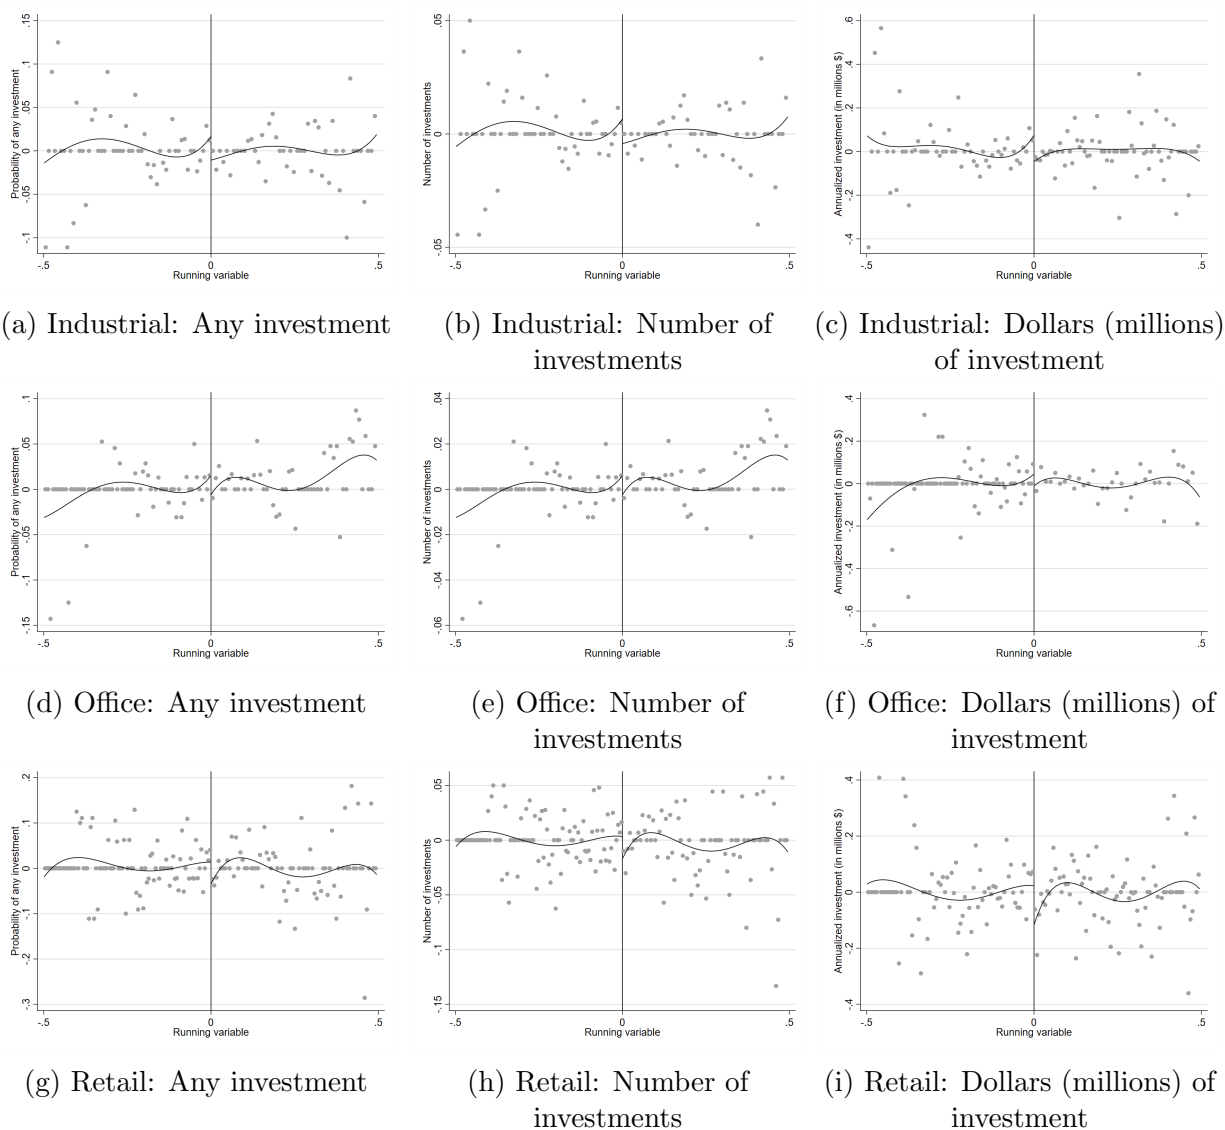 .15
.1
.05
0
-.05
-.1
Probability of any investment
-.5 0 .5
Running variable
(a) Industrial: Any investment
.05
0
-.05
Number of investments
-.5 0 .5
Running variable
(b) Industrial: Number of
investments
.6
.4
.2
0
-.2
-.4
Annualized investment (in millions $)
-.5 0 .5
Running variable
(c) Industrial: Dollars (millions)
of investment
.1
.05
0
-.05
-.1
-.15
Probability of any investment
-.5 0 .5
Running variable
(d) Office: Any investment
.04
.02
0
-.02
-.04
-.06
Number of investments
-.5 0 .5
Running variable
(e) Office: Number of
investments
.4
.2
0
-.2
-.4
-.6
Annualized investment (in millions $)
-.5 0 .5
Running variable
(f) Office: Dollars (millions) of
investment
.2
.1
0
-.1
-.2
-.3
Probability of any investment
-.5 0 .5
Running variable
(g) Retail: Any investment
.05
0
-.05
-.1
-.15
Number of investments
-.5 0 .5
Running variable
(h) Retail: Number of
investments
.4
.2
0
-.2
-.4
Annualized investment (in millions $)
-.5 0 .5
Running variable
(i) Retail: Dollars (millions) of
investment